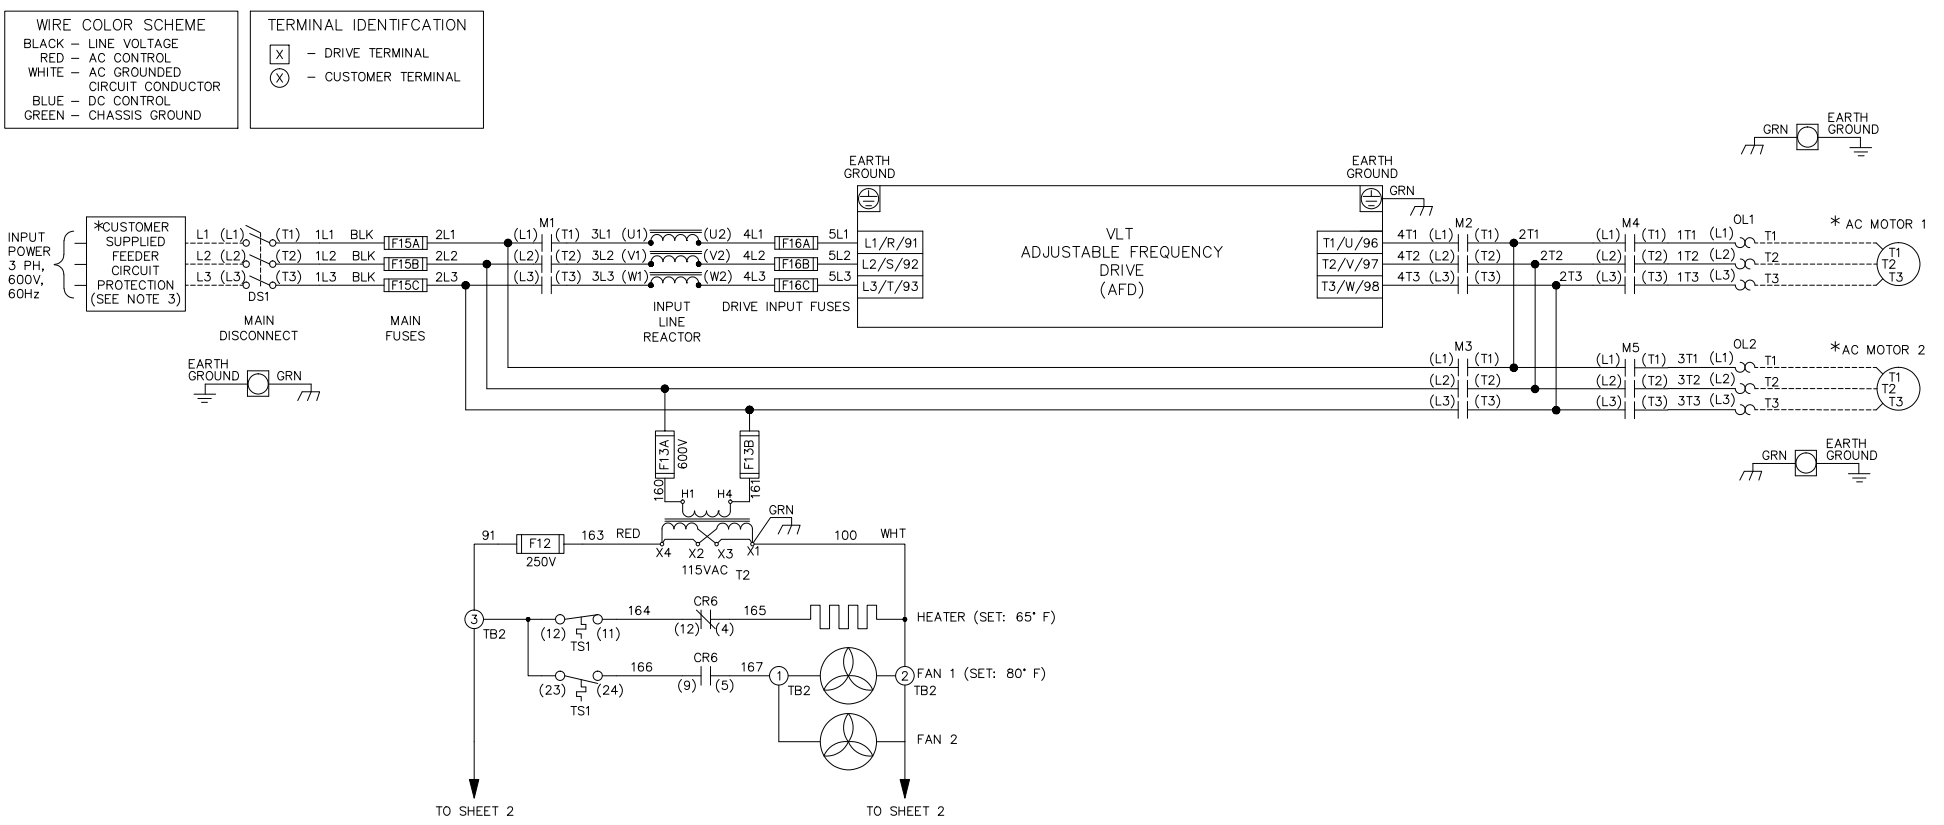 WIRE COLOR SCHEME
BLACK – LINE VOLTAGE
RED – AC CONTROL
WHITE – AC GROUNDED
CIRCUIT CONDUCTOR
BLUE – DC CONTROL
GREEN – CHASSIS GROUND
TERMINAL IDENTIFCATION
X – DRIVE TERMINAL
X – CUSTOMER TERMINAL
GRN
EARTH
GROUND
EARTH
GROUND
EARTH
GROUND
GRN
INPUT
POWER
3 PH,
600V,
60Hz
*CUSTOMER
SUPPLIED
FEEDER
CIRCUIT
PROTECTION
(SEE NOTE 3)
L1 (L1) (T1) 1L1 BLK F15A 2L1 (L1) M1 (T1) 3L1 (U1) (U2) 4L1 F16A 5L1 L1/R/91
L2 (L2) 1L2 BLK F15B 2L2 (L2) (T2) 3L2 (V1) (V2) 4L2 F16B 5L2 L2/S/92
L3 (L3) (T3) 1L3 BLK F15C 2L3 (L3) (T3) 3L3 (W1) (W2) 4L3 F16C 5L3 L3/T/93
DS1
MAIN
DISCONNECT
MAIN
FUSES
INPUT
LINE
REACTOR
DRIVE INPUT FUSES
VLT
ADJUSTABLE FREQUENCY
DRIVE
(AFD)
T1/U/96 4T1 (L1) M2 (T1) 2T1 (L1) M4 (T1) 1T1 (L1) OL1 T1
T2/V/97 4T2 (L2) (T2) 2T2 (L2) (T2) 1T2 (L2) T2
T3/W/98 4T3 (L3) (T3) 2T3 (L3) (T3) 1T3 (L3) T3
* AC MOTOR 1
T1
T2
T3
EARTH
GROUND
GRN
(L1) M3 (T1) (L1) M5 (T1) 3T1 (L1) OL2 T1
(L2) (T2) (L2) (T2) 3T2 (L2) T2
(L3) (T3) (L3) (T3) 3T3 (L3) T3
*AC MOTOR 2
T1
T2
T3
GRN
EARTH
GROUND
F13A
600V
F13B
160
161
H1 H4
GRN
91 F12 163 RED
250V
X4 X2 X3 X1
100 WHT
115VAC T2
3 TB2
(12) (11) 164 CR6 165
TS1
(12) (4)
HEATER (SET: 65° F)
(23) (24) 166 CR6 167 1
TS1
(9) (5)
TB2
2
TB2
FAN 1 (SET: 80° F)
FAN 2
TO SHEET 2
TO SHEET 2